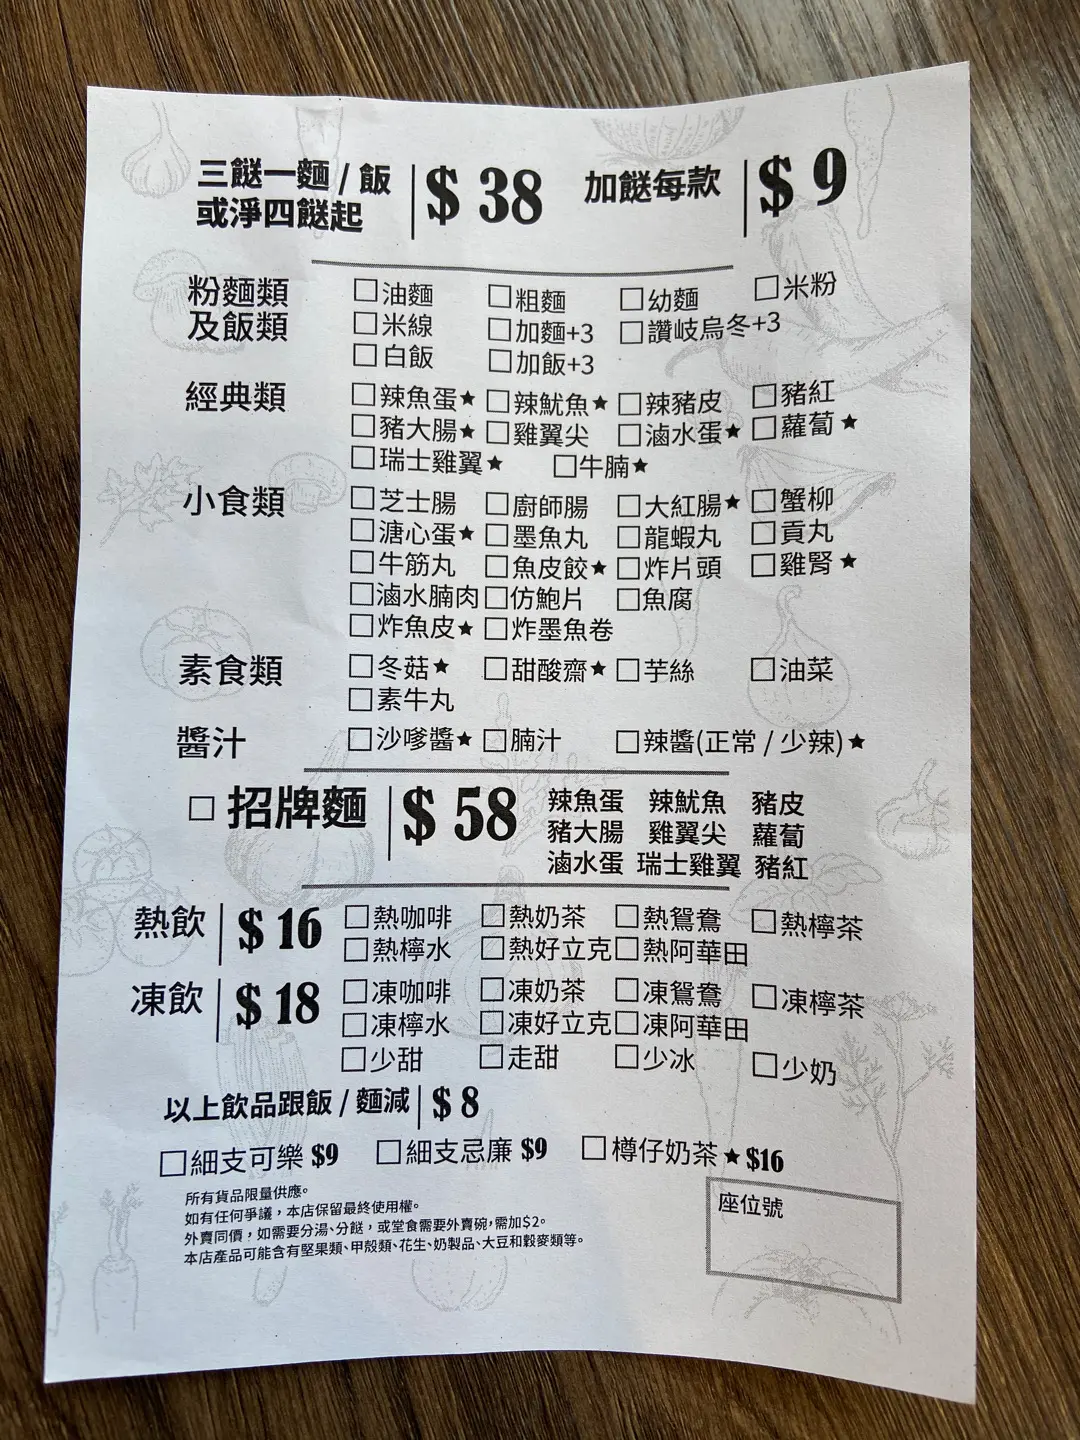 三餸一麵 / 飯 $ 38 加餸每款 $ 9
或淨四餸起
粉麵類 □油麵 □粗麵 □幼麵 □米粉
及飯類 □米線 □加麵+3 □讚岐烏冬+3
□白飯 □加飯+3
經典類 □辣魚蛋★ □辣魷魚★ □辣豬皮 □豬紅
□豬大腸★ □雞翼尖 □滷水蛋★ □蘿蔔★
□瑞士雞翼★ □牛腩★
小食類 □芝士腸 □廚師腸 □大紅腸★ □蟹柳
□溏心蛋★ □墨魚丸 □龍蝦丸 □貢丸
□牛筋丸 □魚皮餃★ □炸片頭 □雞腎★
□滷水腩肉 □仿鮑片 □魚腐
□炸魚皮★ □炸墨魚卷
素食類 □冬菇★ □甜酸齋★ □芋絲 □油菜
□素牛丸
醬汁 □沙嗲醬★ □腩汁 □辣醬(正常 / 少辣)★
□ 招牌麵 $ 58
辣魚蛋 辣魷魚 豬皮
豬大腸 雞翼尖 蘿蔔
滷水蛋 瑞士雞翼 豬紅
熱飲 $ 16 □熱咖啡 □熱奶茶 □熱鴛鴦 □熱檸茶
□熱檸水 □熱好立克 □熱阿華田
凍飲 $ 18 □凍咖啡 □凍奶茶 □凍鴛鴦 □凍檸茶
□凍檸水 □凍好立克 □凍阿華田
□少甜 □走甜 □少冰 □少奶
以上飲品跟飯 / 麵減 $ 8
□細支可樂 $9 □細支忌廉 $9 □樽仔奶茶★$16
所有貨品限量供應。
如有任何爭議，本店保留最終使用權。
外賣同價，如需要分湯、分餸，或堂食需要外賣碗，需加$2。
本店產品可能含有堅果類、甲殼類、花生、奶製品、大豆和穀麥類等。
座位號